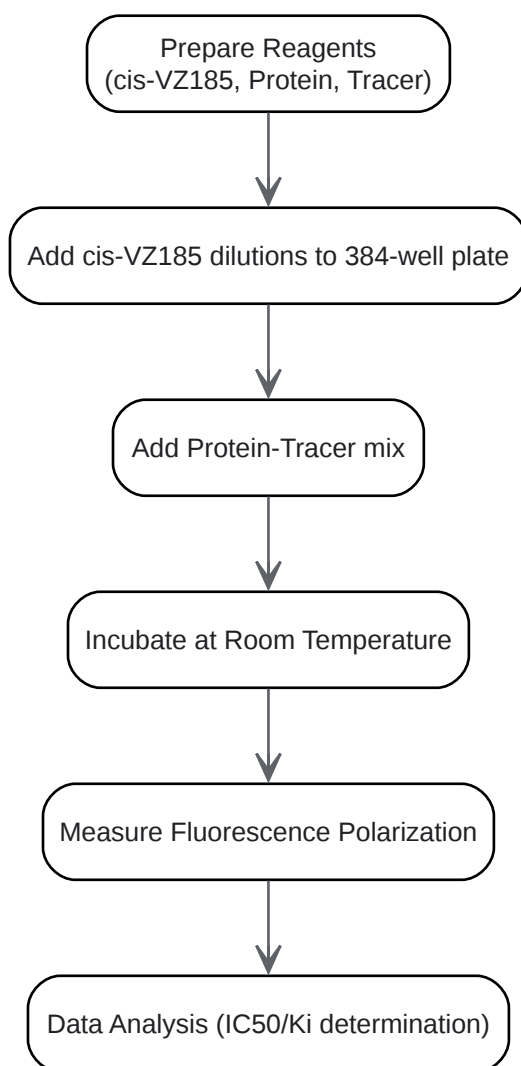 Prepare Reagents
(cis-VZ185, Protein, Tracer)
Add cis-VZ185 dilutions to 384-well plate
Add Protein-Tracer mix
Incubate at Room Temperature
Measure Fluorescence Polarization
Data Analysis (IC50/Ki determination)